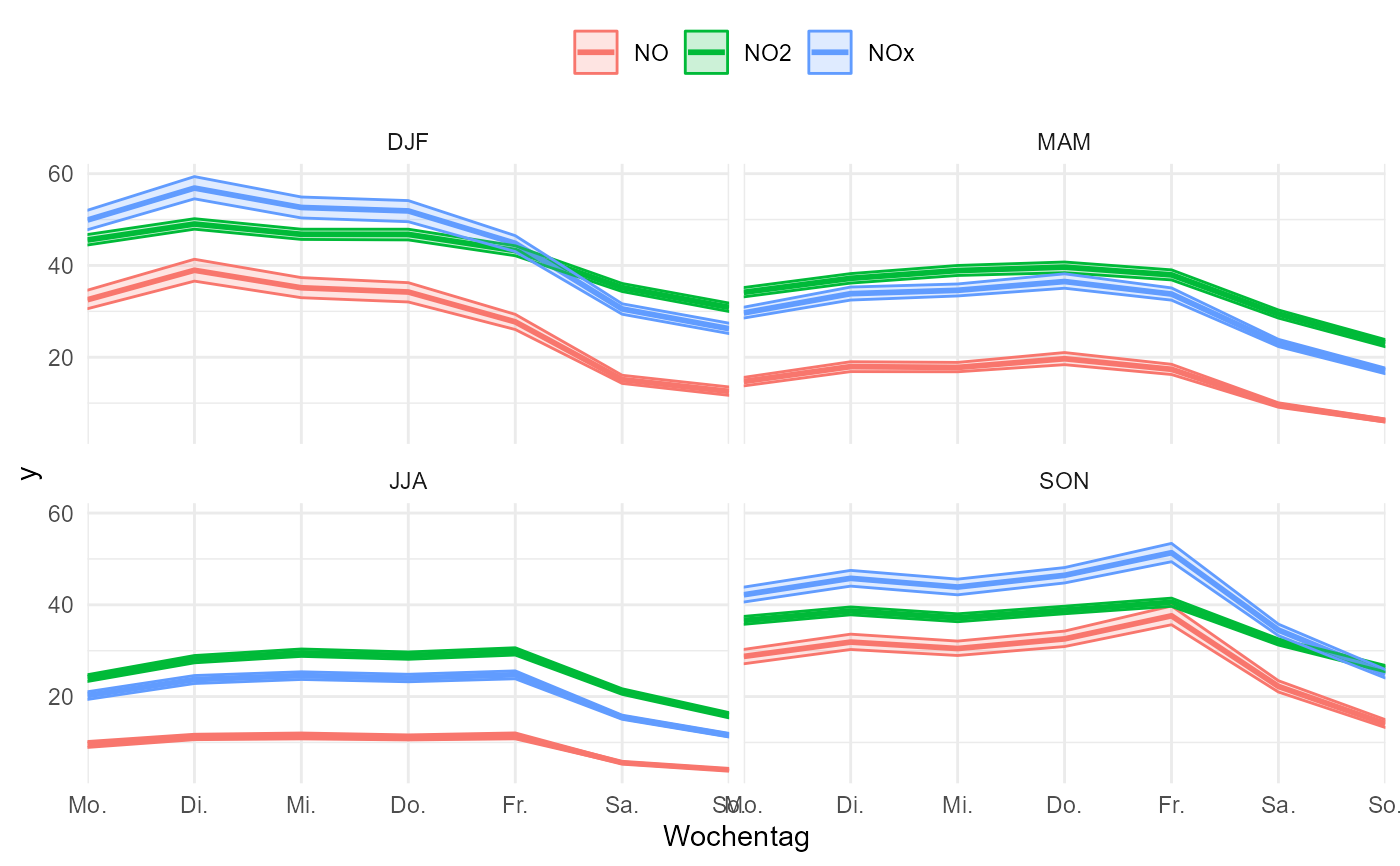 NO NO2 NOx
DJF MAM
60
40
20
y
JJA SON
60
40
20
Mo. Di. Mi. Do. Fr. Sa. So. Mo. Di. Mi. Do. Fr. Sa. So.
Wochentag